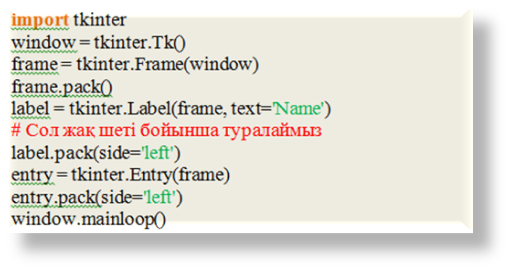 import tkinter
window = tkinter.Tk()
frame = tkinter.Frame(window)
frame.pack()
label = tkinter.Label(frame, text='Name')
# Сол жақ шеті бойынша туралаймыз
label.pack(side='left')
entry = tkinter.Entry(frame)
entry.pack(side='left')
window.mainloop()